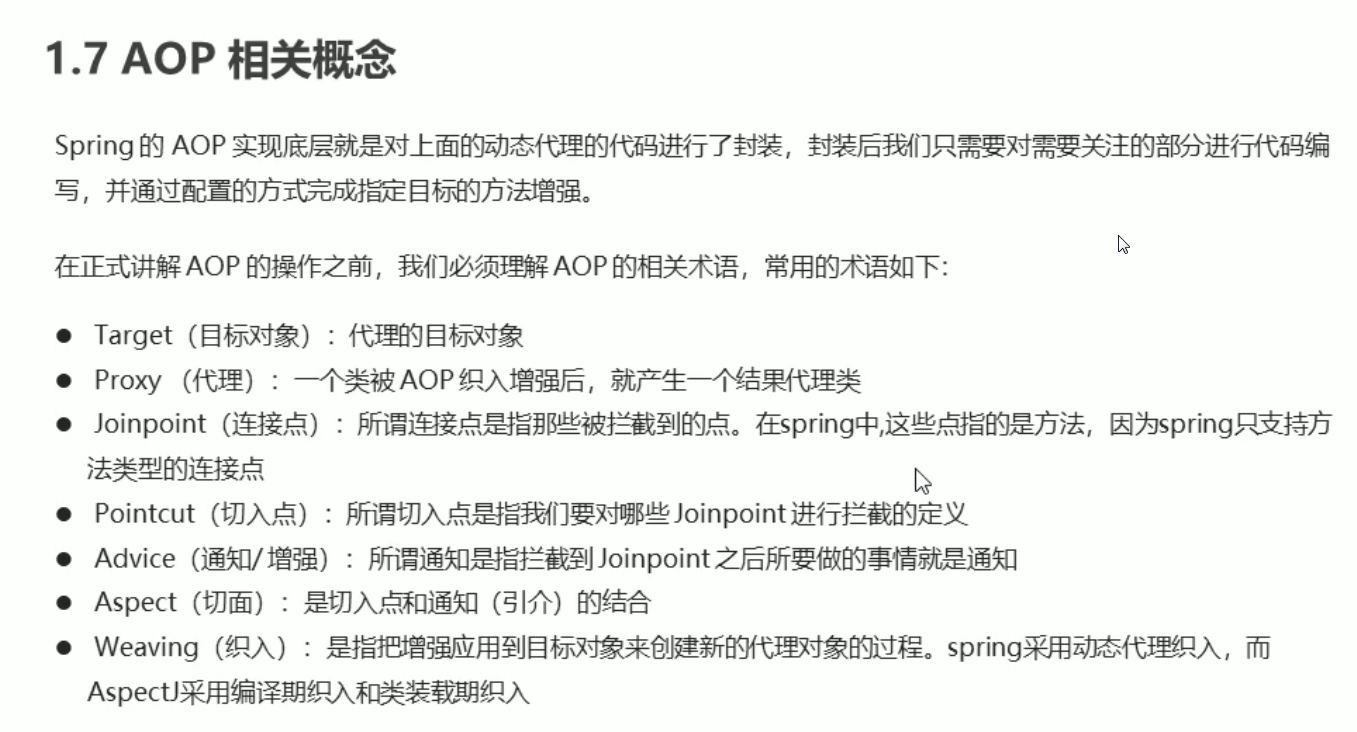 1.7 AOP 相关概念
Spring 的 AOP 实现底层就是对上面的动态代理的代码进行了封装，封装后我们只需要对需要关注的部分进行代码编
写，并通过配置的方式完成指定目标的方法增强。
在正式讲解 AOP 的操作之前，我们必须理解 AOP 的相关术语，常用的术语如下：
● Target（目标对象）：代理的目标对象
● Proxy （代理）：一个类被 AOP 织入增强后，就产生一个结果代理类
● Joinpoint（连接点）：所谓连接点是指那些被拦截到的点。在spring中,这些点指的是方法，因为spring只支持方
法类型的连接点
● Pointcut（切入点）：所谓切入点是指我们要对哪些 Joinpoint 进行拦截的定义
● Advice（通知/ 增强）：所谓通知是指拦截到 Joinpoint 之后所要做的事情就是通知
● Aspect（切面）：是切入点和通知（引介）的结合
● Weaving（织入）：是指把增强应用到目标对象来创建新的代理对象的过程。spring采用动态代理织入，而
AspectJ采用编译期织入和类装载期织入